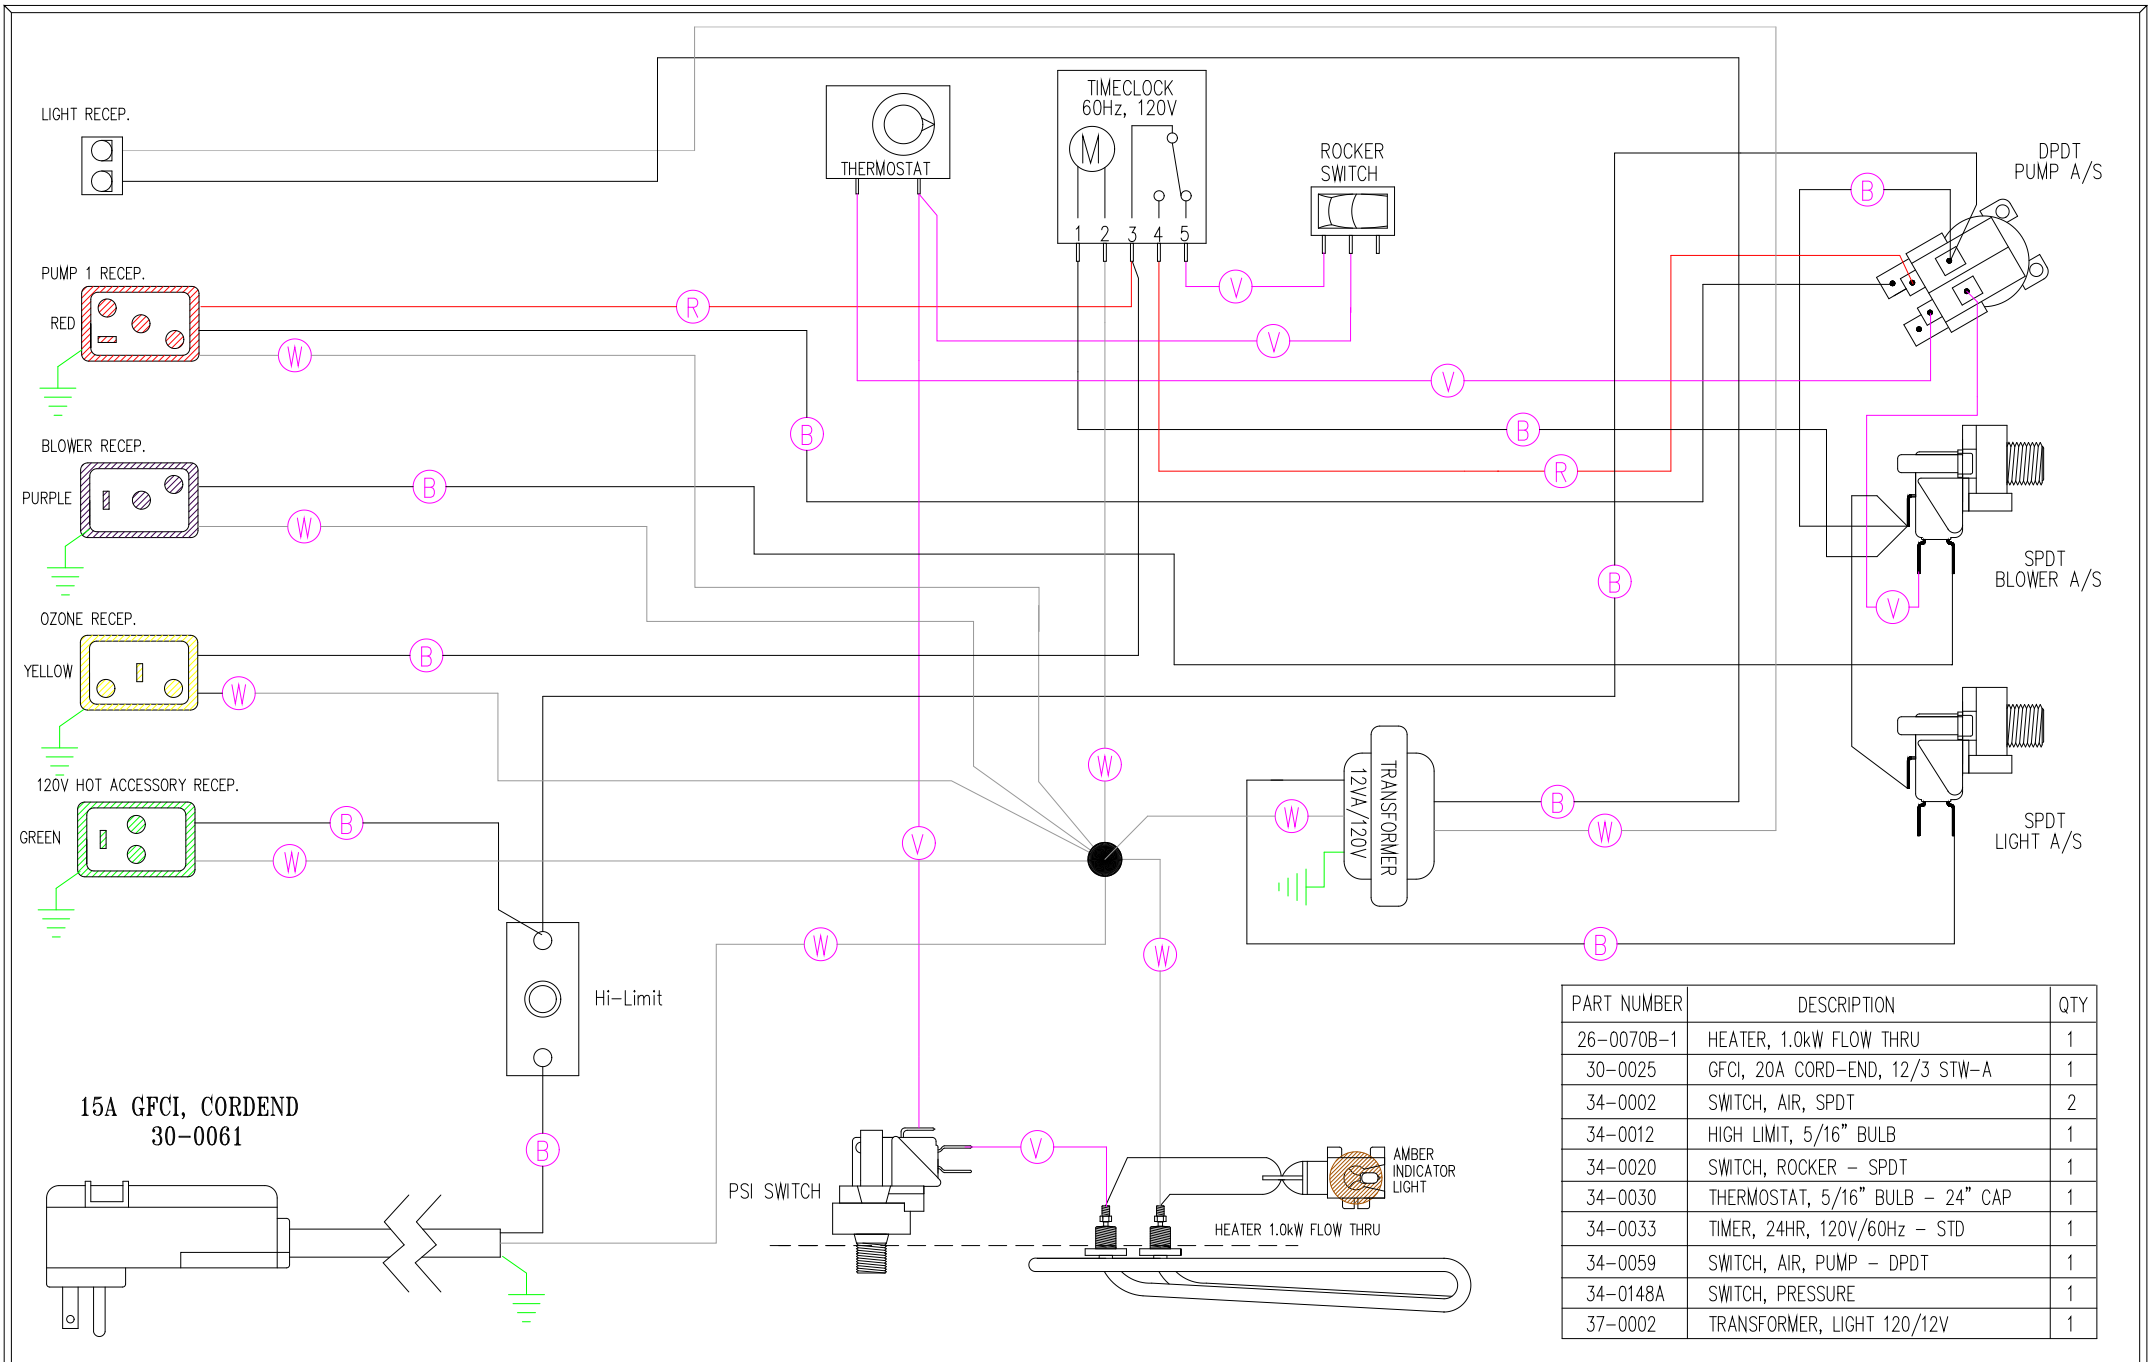 LIGHT RECEP.
THERMOSTAT
TIMECLOCK
60Hz, 120V
M
1 2 3 4 5
ROCKER
SWITCH
DPDT
PUMP A/S
B
PUMP 1 RECEP.
RED
R
W
V
V
V
B
B
R
BLOWER RECEP.
PURPLE
B
W
SPDT
BLOWER A/S
B
V
OZONE RECEP.
YELLOW
B
W
W
120V HOT ACCESSORY RECEP.
GREEN
B
W
V
W
TRANSFORMER
12VA/120V
B
W
SPDT
LIGHT A/S
W
W
B
Hi-Limit
15A GFCI, CORDEND
30-0061
B
PSI SWITCH
V
AMBER
INDICATOR
LIGHT
HEATER 1.0kW FLOW THRU
PART NUMBER DESCRIPTION QTY
26-0070B-1 HEATER, 1.0kW FLOW THRU 1
30-0025 GFCI, 20A CORD-END, 12/3 STW-A 1
34-0002 SWITCH, AIR, SPDT 2
34-0012 HIGH LIMIT, 5/16" BULB 1
34-0020 SWITCH, ROCKER - SPDT 1
34-0030 THERMOSTAT, 5/16" BULB - 24" CAP 1
34-0033 TIMER, 24HR, 120V/60Hz - STD 1
34-0059 SWITCH, AIR, PUMP - DPDT 1
34-0148A SWITCH, PRESSURE 1
37-0002 TRANSFORMER, LIGHT 120/12V 1